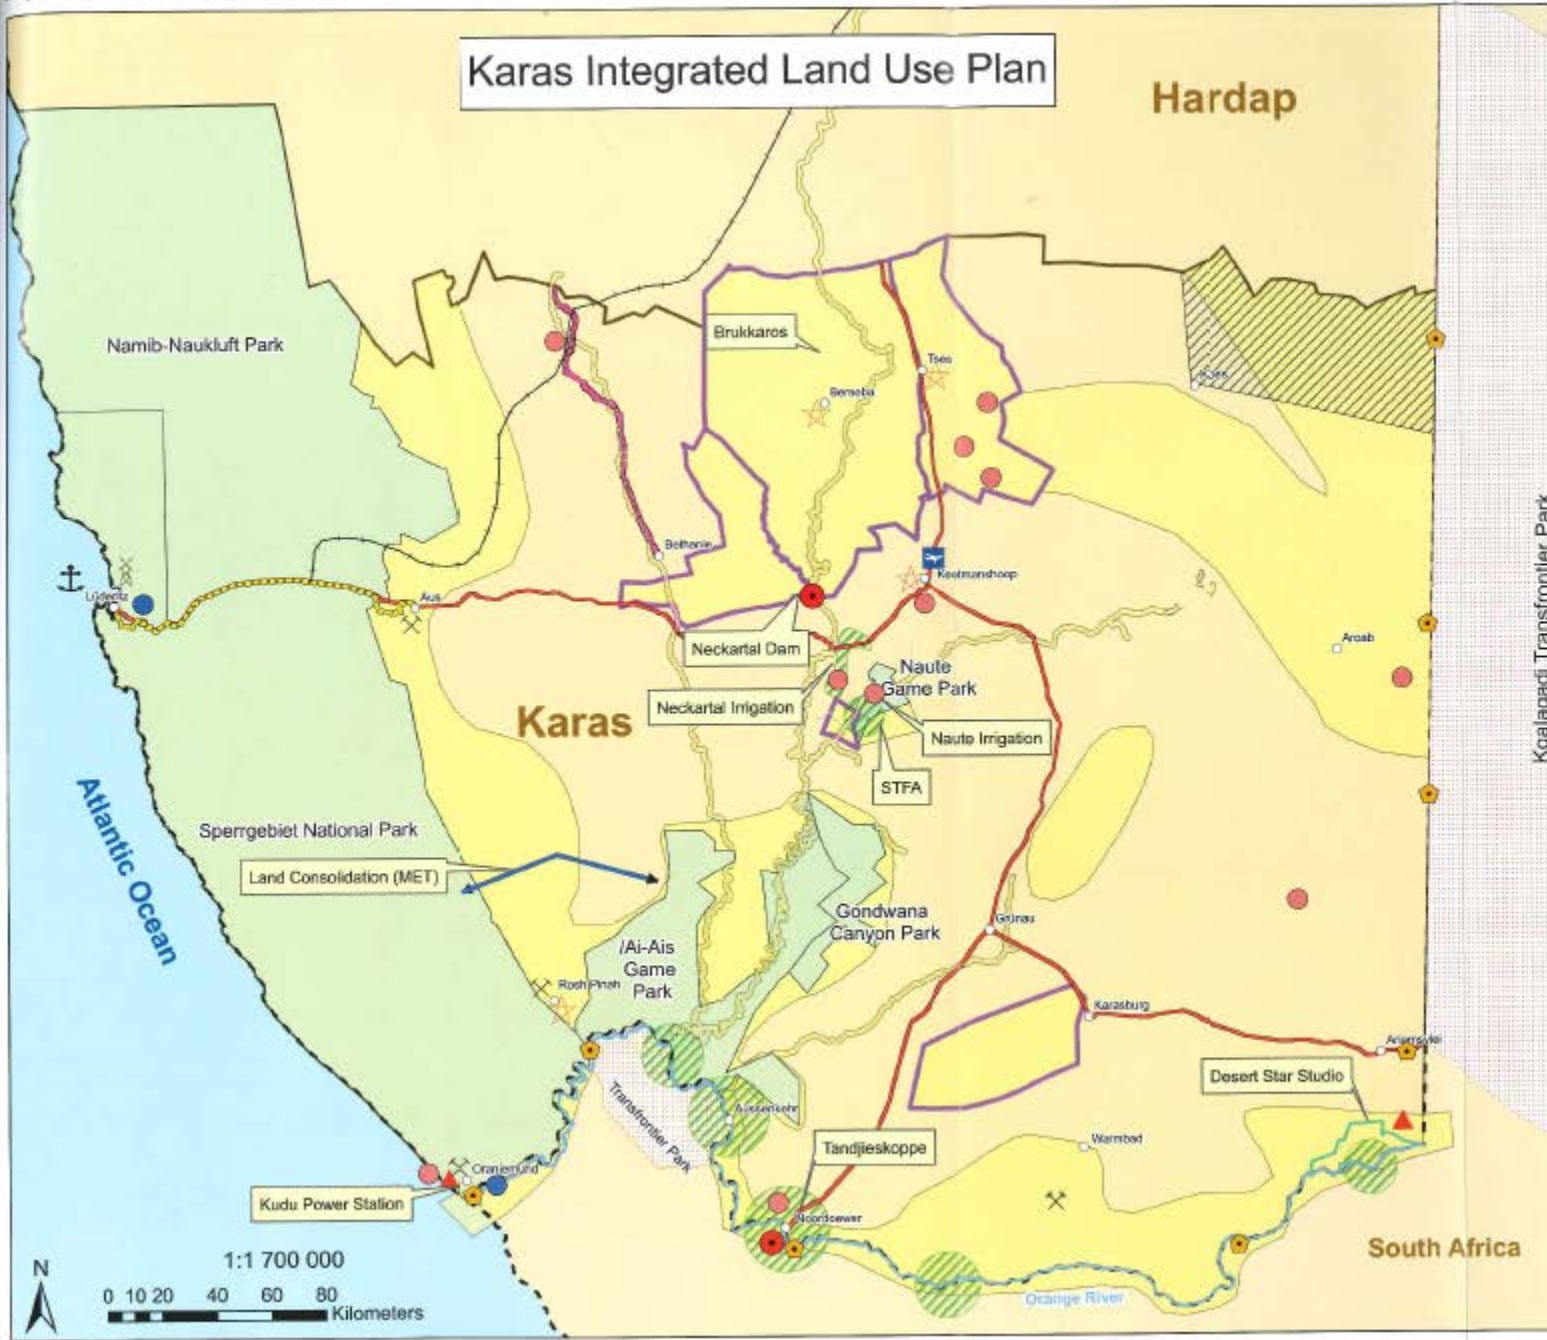 Karas Integrated Land Use Plan
Hardap
Namib-Naukluft Park
Brukkaros
Tses
Berseba
Koes
Bethanie
Keetmanshoop
Lüderitz
Aus
Aroab
Neckartal Dam
Naute
Game Park
Neckartal Irrigation
Karas
Naute Irrigation
STFA
Kgalagadi Transfrontier Park
Atlantic Ocean
Sperrgebiet National Park
Land Consolidation (MET)
Gondwana
Canyon Park
Grünau
/Ai-Ais
Game
Park
Rosh Pinah
Karasburg
Ariamsvlei
Desert Star Studio
Transfrontier Park
Aussenkehr
Warmbad
Tandjieskoppe
Oranjemund
Kudu Power Station
Noordoewer
South Africa
Orange River
N
1:1 700 000
0 10 20 40 60 80
Kilometers